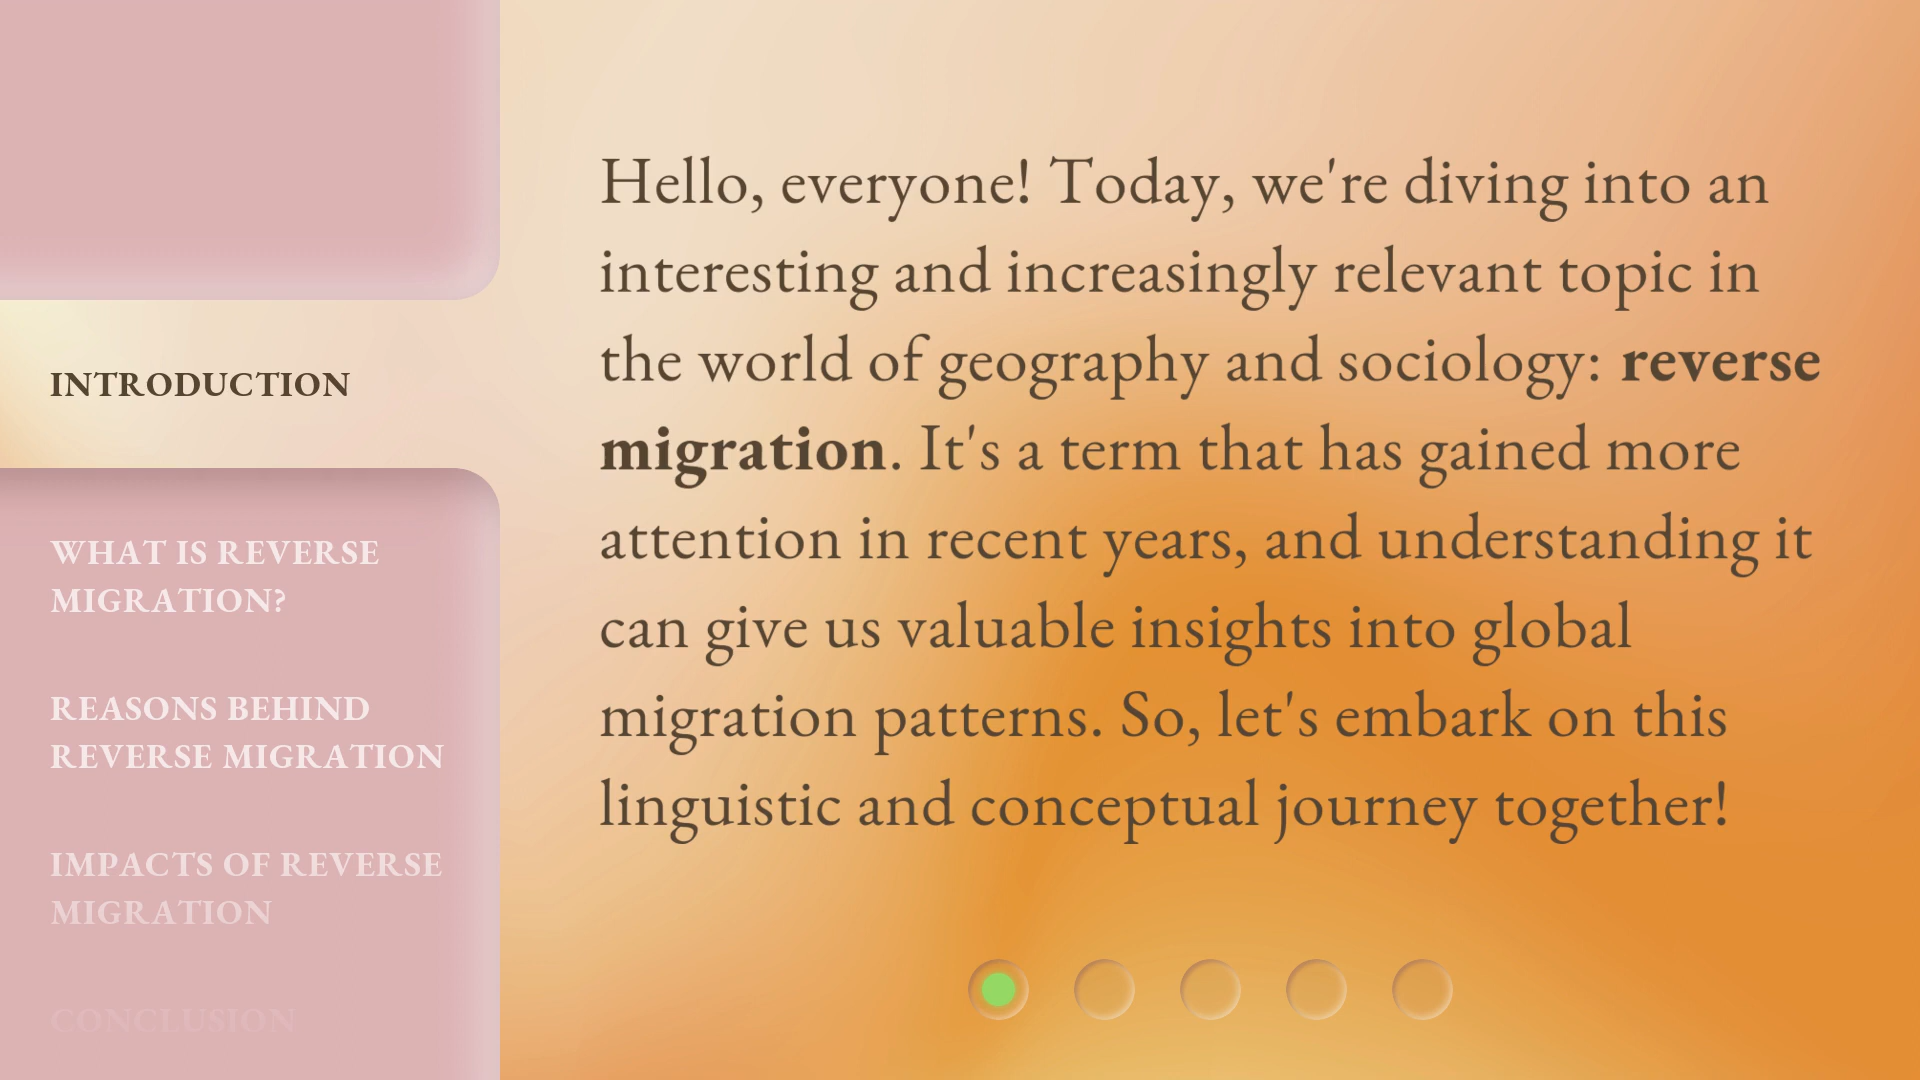 INTRODUCTION
WHAT IS REVERSE
MIGRATION?
REASONS BEHIND
REVERSE MIGRATION
IMPACTS OF REVERSE
MIGRATION
CONCLUSION
Hello, everyone! Today, we're diving into an
interesting and increasingly relevant topic in
the world of geography and sociology: reverse
migration. It's a term that has gained more
attention in recent years, and understanding it
can give us valuable insights into global
migration patterns. So, let's embark on this
linguistic and conceptual journey together!